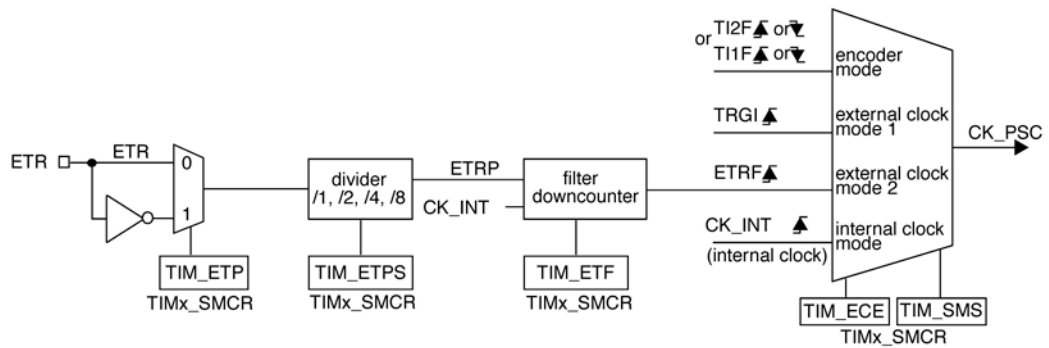 or TI2F or
TI1F or
encoder
mode
TRGI
external clock
mode 1
CK_PSC
ETR
ETR
0
1
divider
/1, /2, /4, /8
ETRP
CK_INT
filter
downcounter
ETRF
external clock
mode 2
CK_INT
(internal clock)
internal clock
mode
TIM_ETP
TIMx_SMCR
TIM_ETPS
TIMx_SMCR
TIM_ETF
TIMx_SMCR
TIM_ECE
TIM_SMS
TIMx_SMCR